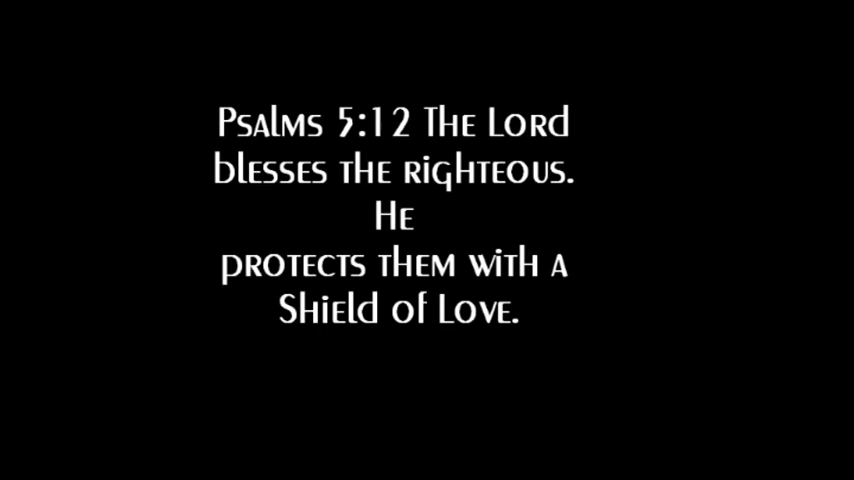 Psalms 5:12 The Lord
blesses the righteous.
He
protects them with a
Shield of Love.